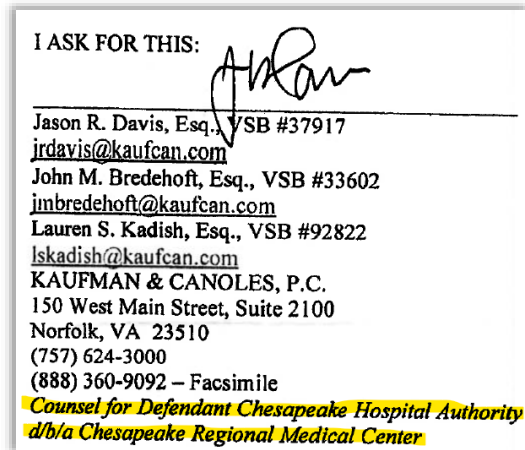 I ASK FOR THIS:
Jason R. Davis, Esq., VSB #37917
jrdavis@kaufcan.com
John M. Bredehoft, Esq., VSB #33602
jmbredehoft@kaufcan.com
Lauren S. Kadish, Esq., VSB #92822
lskadish@kaufcan.com
KAUFMAN & CANOLES, P.C.
150 West Main Street, Suite 2100
Norfolk, VA 23510
(757) 624-3000
(888) 360-9092 – Facsimile
Counsel for Defendant Chesapeake Hospital Authority
d/b/a Chesapeake Regional Medical Center